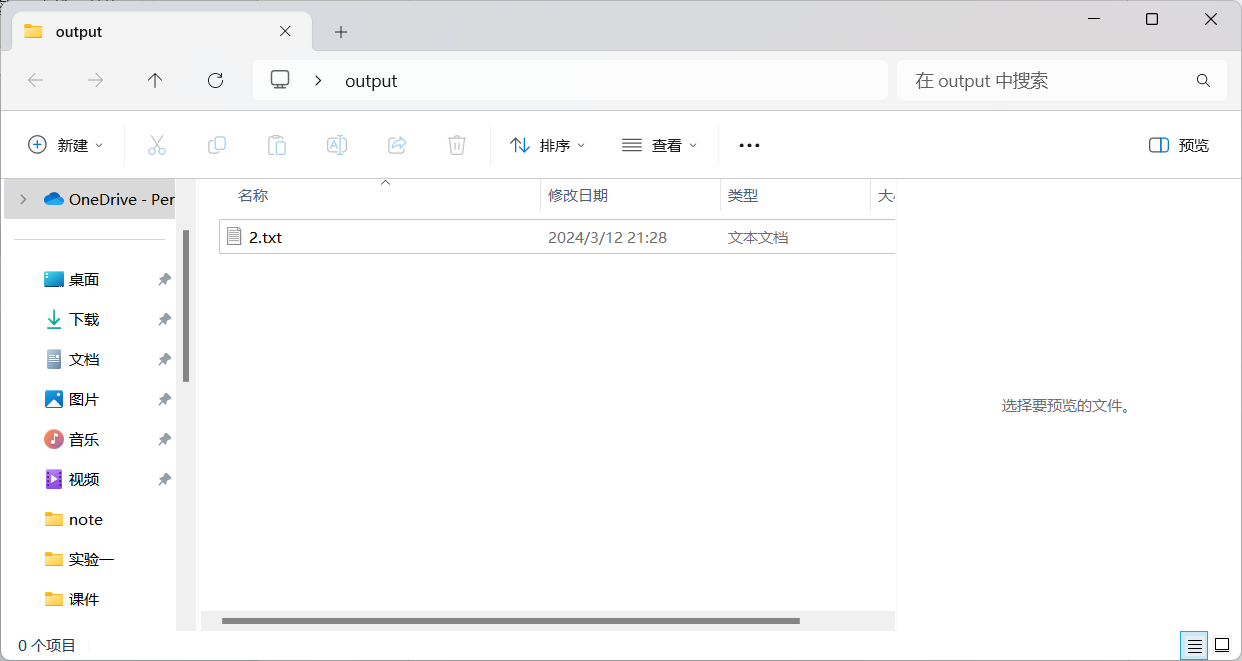 output
output
在 output 中搜索
新建
排序
查看
预览
OneDrive - Per
名称
修改日期
类型
2.txt
2024/3/12 21:28
文本文档
桌面
下载
文档
图片
音乐
视频
note
实验一
课件
选择要预览的文件。
0 个项目